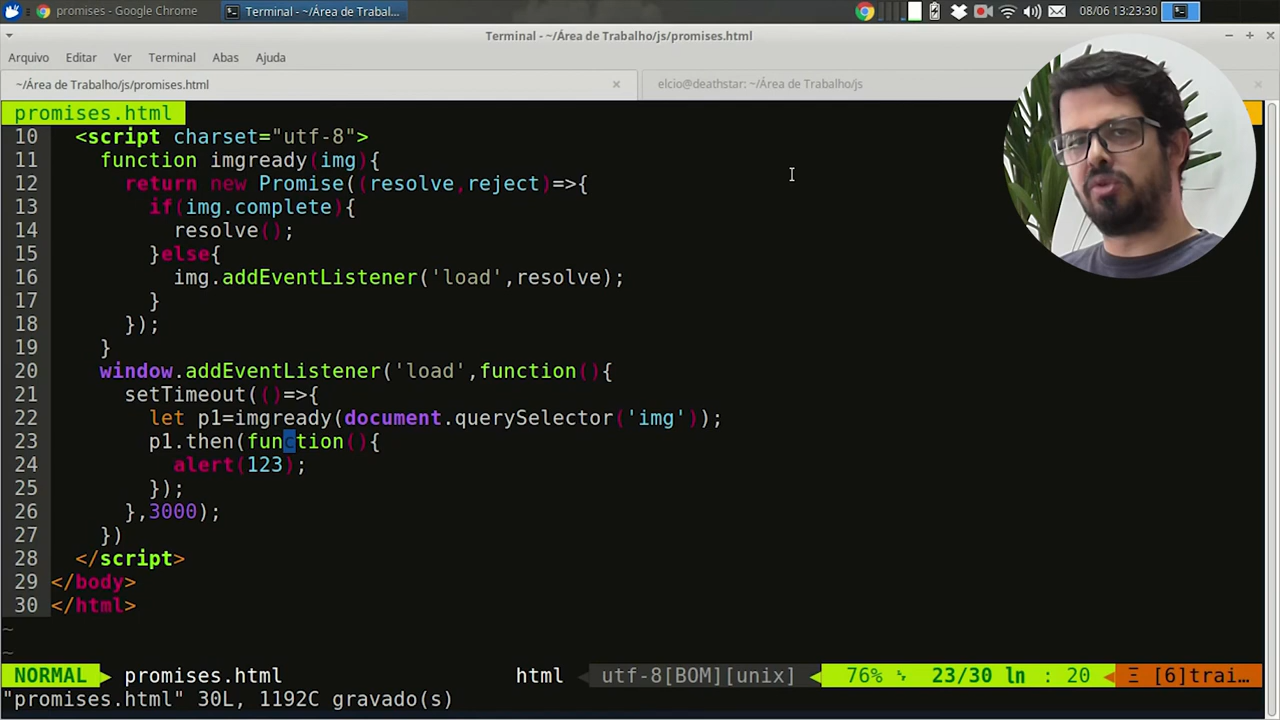 promises - Google Chrome
Terminal - ~/Área de Trabal...
08/06 13:23:30
Terminal - ~/Área de Trabalho/js/promises.html
Arquivo Editar Ver Terminal Abas Ajuda
~/Área de Trabalho/js/promises.html
elcio@deathstar: ~/Área de Trabalho/js
promises.html
10 <script charset="utf-8">
11 function imgready(img){
12 return new Promise((resolve,reject)=>{
13 if(img.complete){
14 resolve();
15 }else{
16 img.addEventListener('load',resolve);
17 }
18 });
19 }
20 window.addEventListener('load',function(){
21 setTimeout(()=>{
22 let p1=imgready(document.querySelector('img'));
23 p1.then(function(){
24 alert(123);
25 });
26 },3000);
27 })
28 </script>
29 </body>
30 </html>
~
~
NORMAL promises.html html utf-8[BOM][unix] 76% ␊ 23/30 ln : 20 Ξ [6]trai…
"promises.html" 30L, 1192C gravado(s)